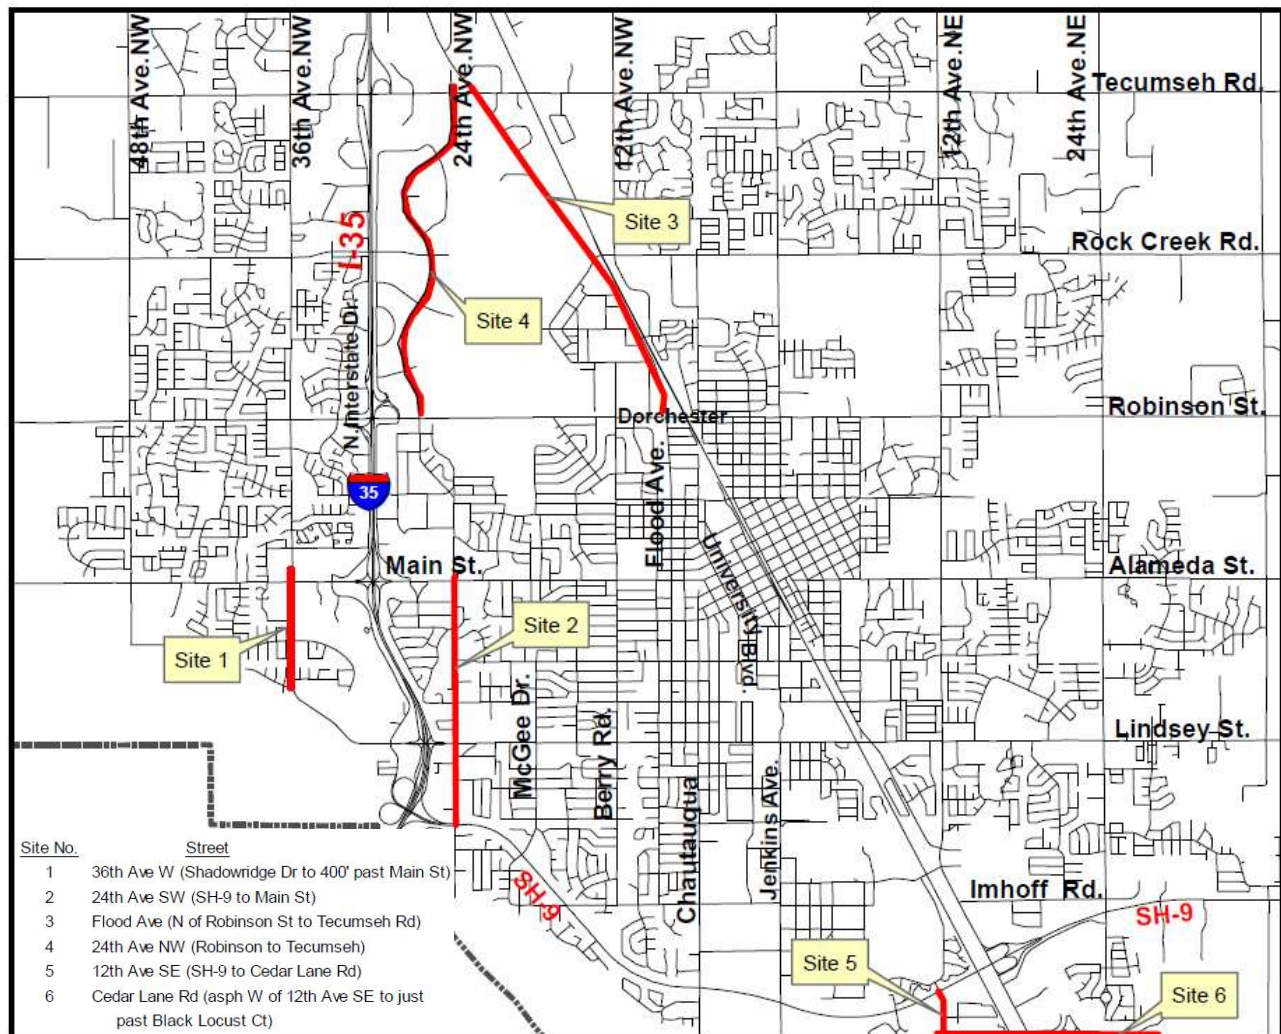 48th Ave.NW
36th Ave.NW
24th Ave.NW
12th Ave.NW
12th Ave.NE
24th Ave.NE
Tecumseh Rd.
Site 3
I-35
Rock Creek Rd.
Site 4
N.Interstate Dr.
Dorchester
Robinson St.
35
Flood Ave.
Main St.
University Blvd.
Alameda St.
Site 1
Site 2
McGee Dr.
Berry Rd.
Lindsey St.
Chautauqua
Jenkins Ave.
Imhoff Rd.
SH-9
SH-9
Site 5
Site 6
Site No. Street
1 36th Ave W (Shadowridge Dr to 400' past Main St)
2 24th Ave SW (SH-9 to Main St)
3 Flood Ave (N of Robinson St to Tecumseh Rd)
4 24th Ave NW (Robinson to Tecumseh)
5 12th Ave SE (SH-9 to Cedar Lane Rd)
6 Cedar Lane Rd (asph W of 12th Ave SE to just
past Black Locust Ct)